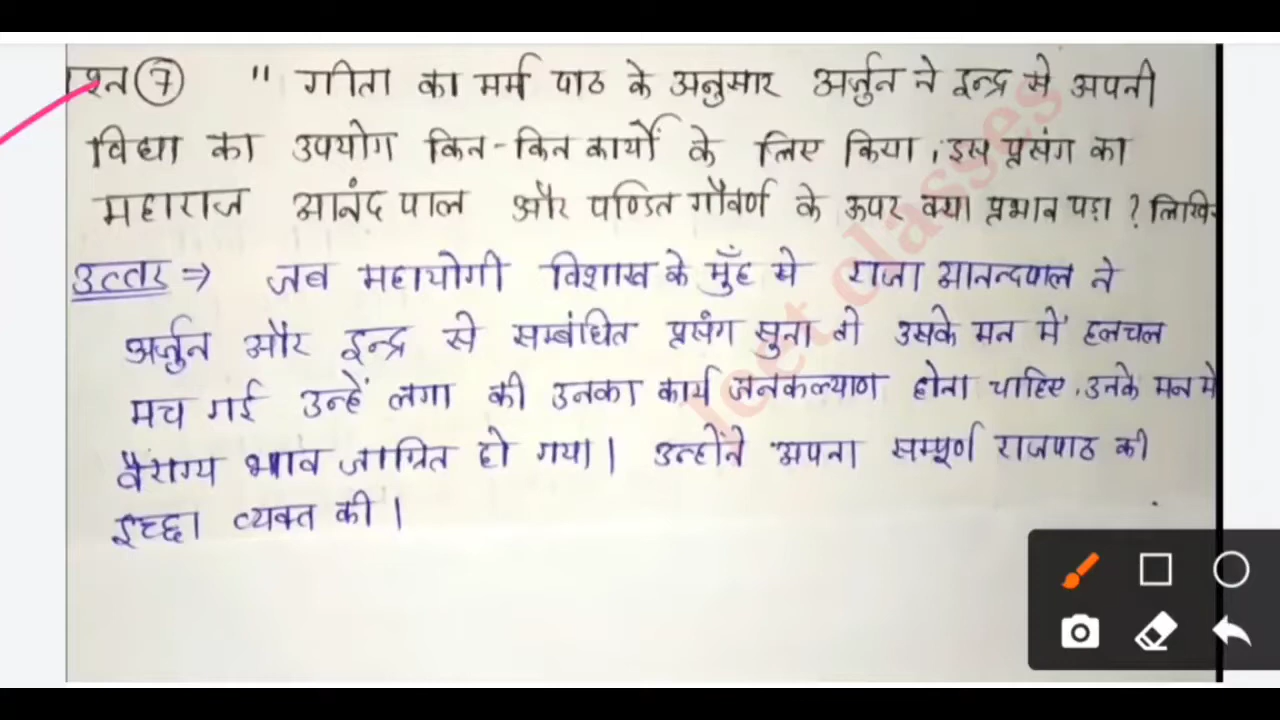 प्रश्न 7 " गीता का मर्म पाठ के अनुसार अर्जुन ने इन्द्र से अपनी
विद्या का उपयोग किन-किन कार्यों के लिए किया, इस प्रसंग का
महाराज आनंद पाल और पण्डित गौवर्ण के ऊपर क्या प्रभाव पड़ा ? लिखि
उत्तर ⇒ जब महायोगी विशाख के मुँह से राजा आनन्दपाल ने
अर्जुन और इन्द्र से सम्बंधित प्रसंग सुना तो उसके मन में हलचल
मच गई उन्हें लगा की उनका कार्य जनकल्याण होना चाहिए, उनके मन मे
वैराग्य भाव जाग्रित हो गया। उन्होंने अपना सम्पूर्ण राजपाठ की
इच्छा व्यक्त की।
leet classes